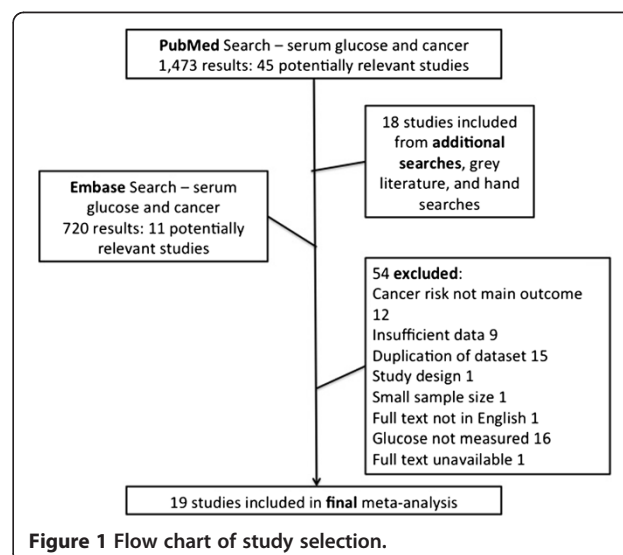 PubMed Search – serum glucose and cancer
1,473 results: 45 potentially relevant studies
18 studies included
from additional
searches, grey
literature, and hand
searches
Embase Search – serum
glucose and cancer
720 results: 11 potentially
relevant studies
54 excluded:
Cancer risk not main outcome
12
Insufficient data 9
Duplication of dataset 15
Study design 1
Small sample size 1
Full text not in English 1
Glucose not measured 16
Full text unavailable 1
19 studies included in final meta-analysis
Figure 1 Flow chart of study selection.